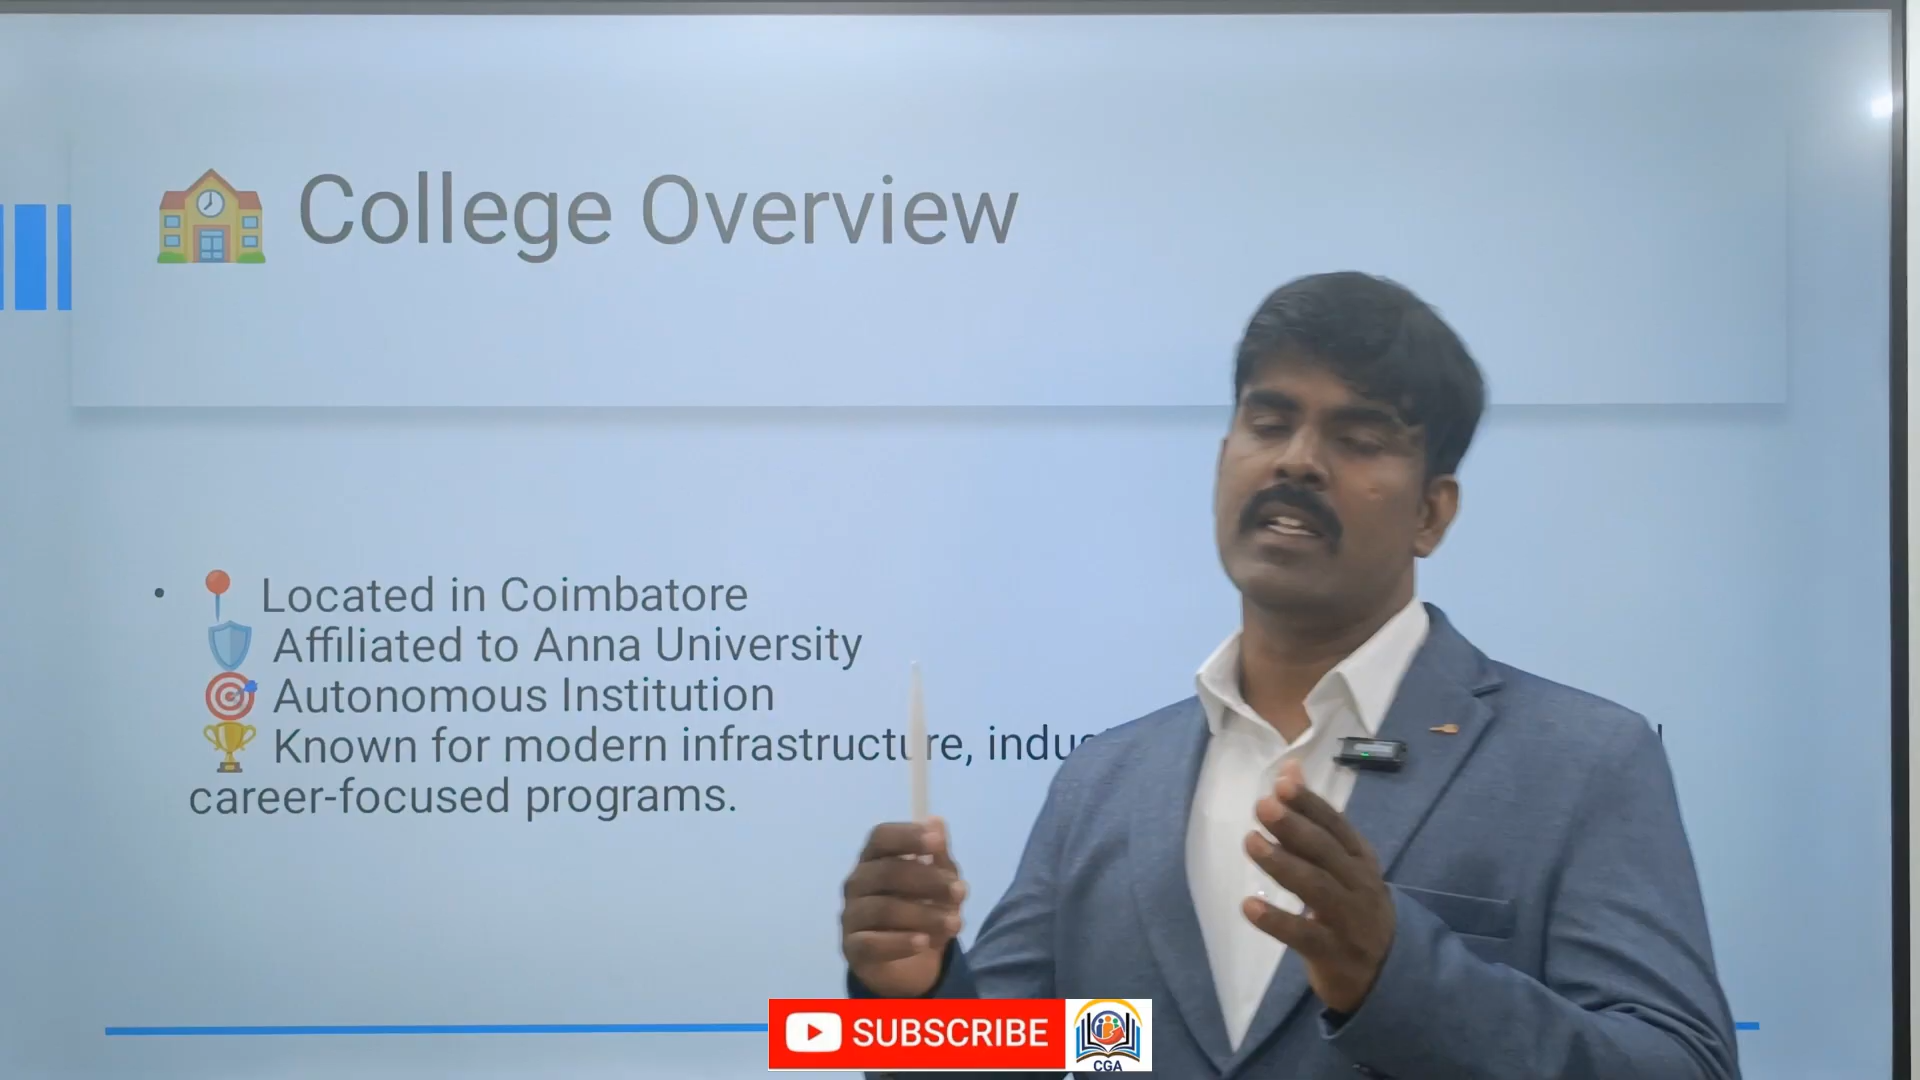 College Overview
• Located in Coimbatore
Affiliated to Anna University
Autonomous Institution
Known for modern infrastructure,
career-focused programs.
SUBSCRIBE
CGA